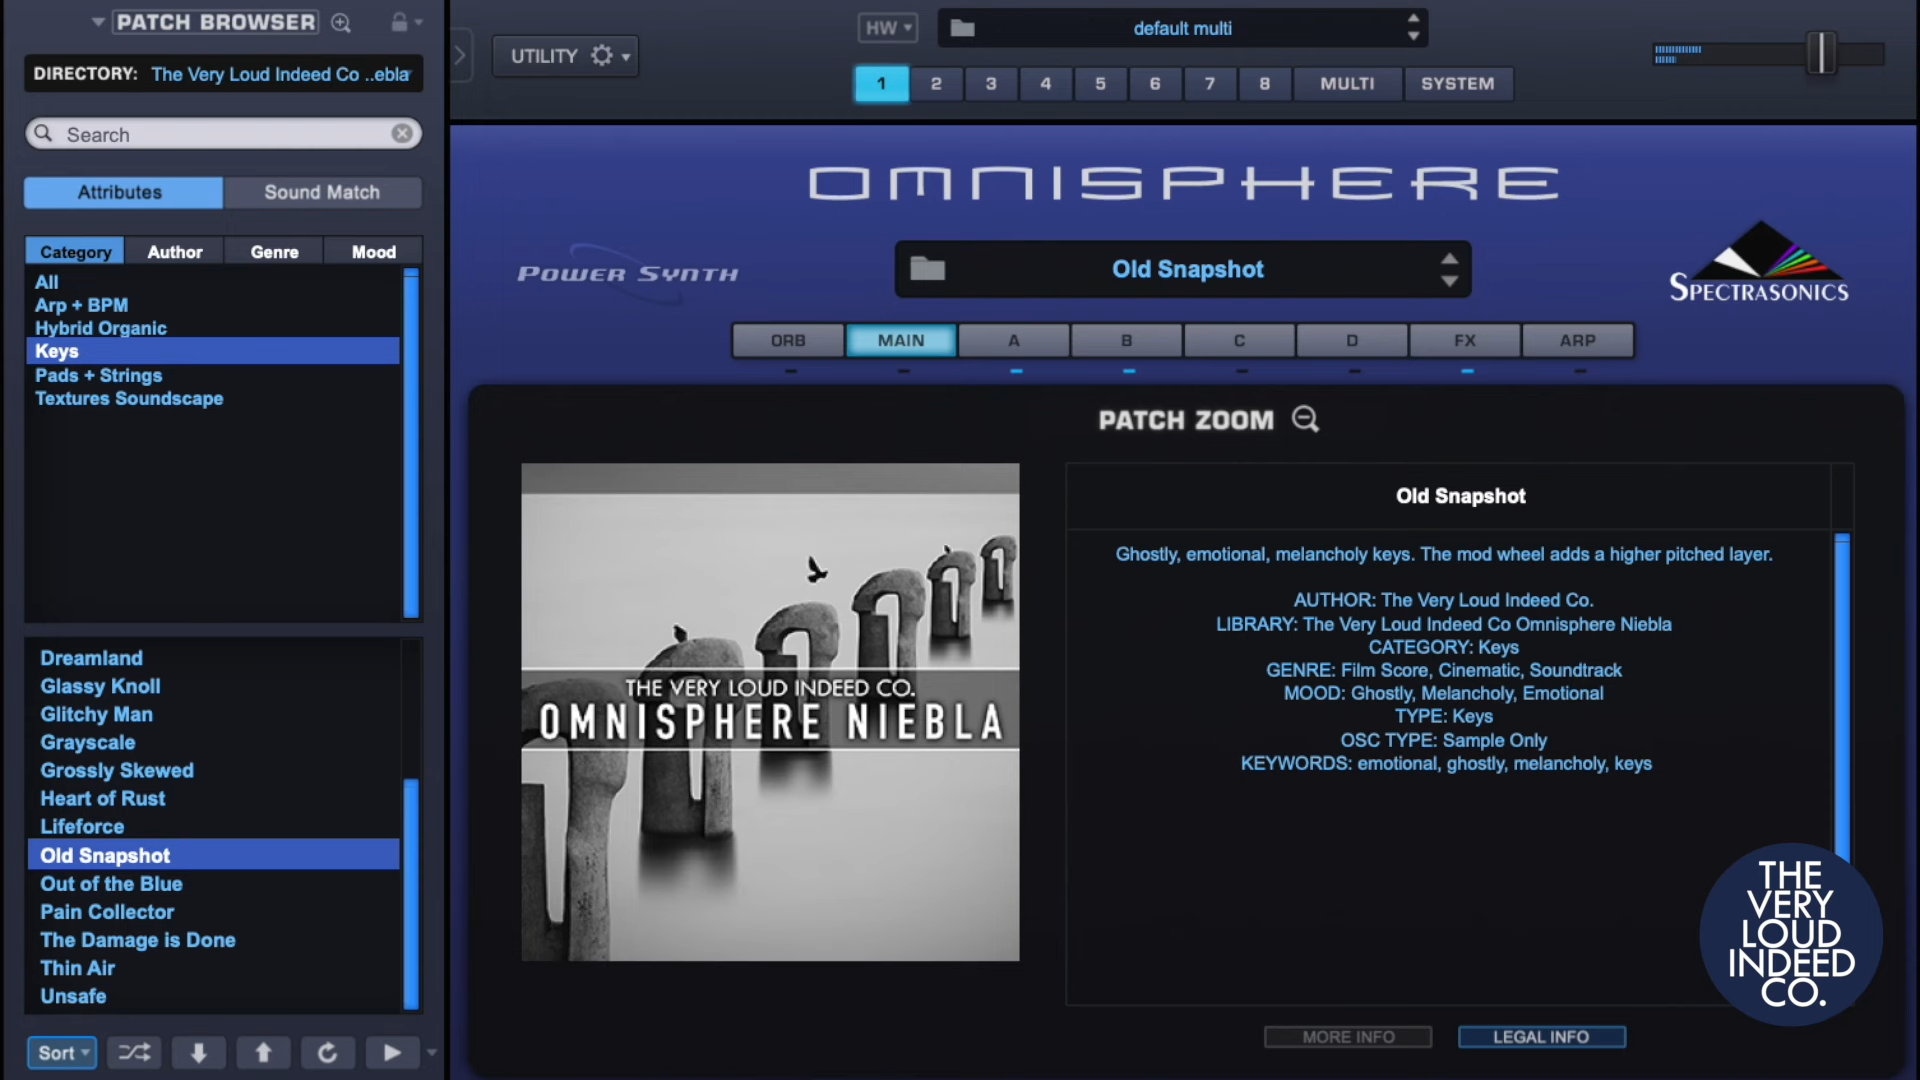 PATCH BROWSER
DIRECTORY: The Very Loud Indeed Co ..ebla
Search
Attributes
Sound Match
Category
Author
Genre
Mood
All
Arp + BPM
Hybrid Organic
Keys
Pads + Strings
Textures Soundscape
Dreamland
Glassy Knoll
Glitchy Man
Grayscale
Grossly Skewed
Heart of Rust
Lifeforce
Old Snapshot
Out of the Blue
Pain Collector
The Damage is Done
Thin Air
Unsafe
Sort
UTILITY
HW
default multi
1
2
3
4
5
6
7
8
MULTI
SYSTEM
OMNISPHERE
POWER SYNTH
Old Snapshot
SPECTRASONICS
ORB
MAIN
A
B
C
D
FX
ARP
PATCH ZOOM
THE VERY LOUD INDEED CO.
OMNISPHERE NIEBLA
Old Snapshot
Ghostly, emotional, melancholy keys. The mod wheel adds a higher pitched layer.
AUTHOR: The Very Loud Indeed Co.
LIBRARY: The Very Loud Indeed Co Omnisphere Niebla
CATEGORY: Keys
GENRE: Film Score, Cinematic, Soundtrack
MOOD: Ghostly, Melancholy, Emotional
TYPE: Keys
OSC TYPE: Sample Only
KEYWORDS: emotional, ghostly, melancholy, keys
MORE INFO
LEGAL INFO
THE
VERY
LOUD
INDEED
CO.